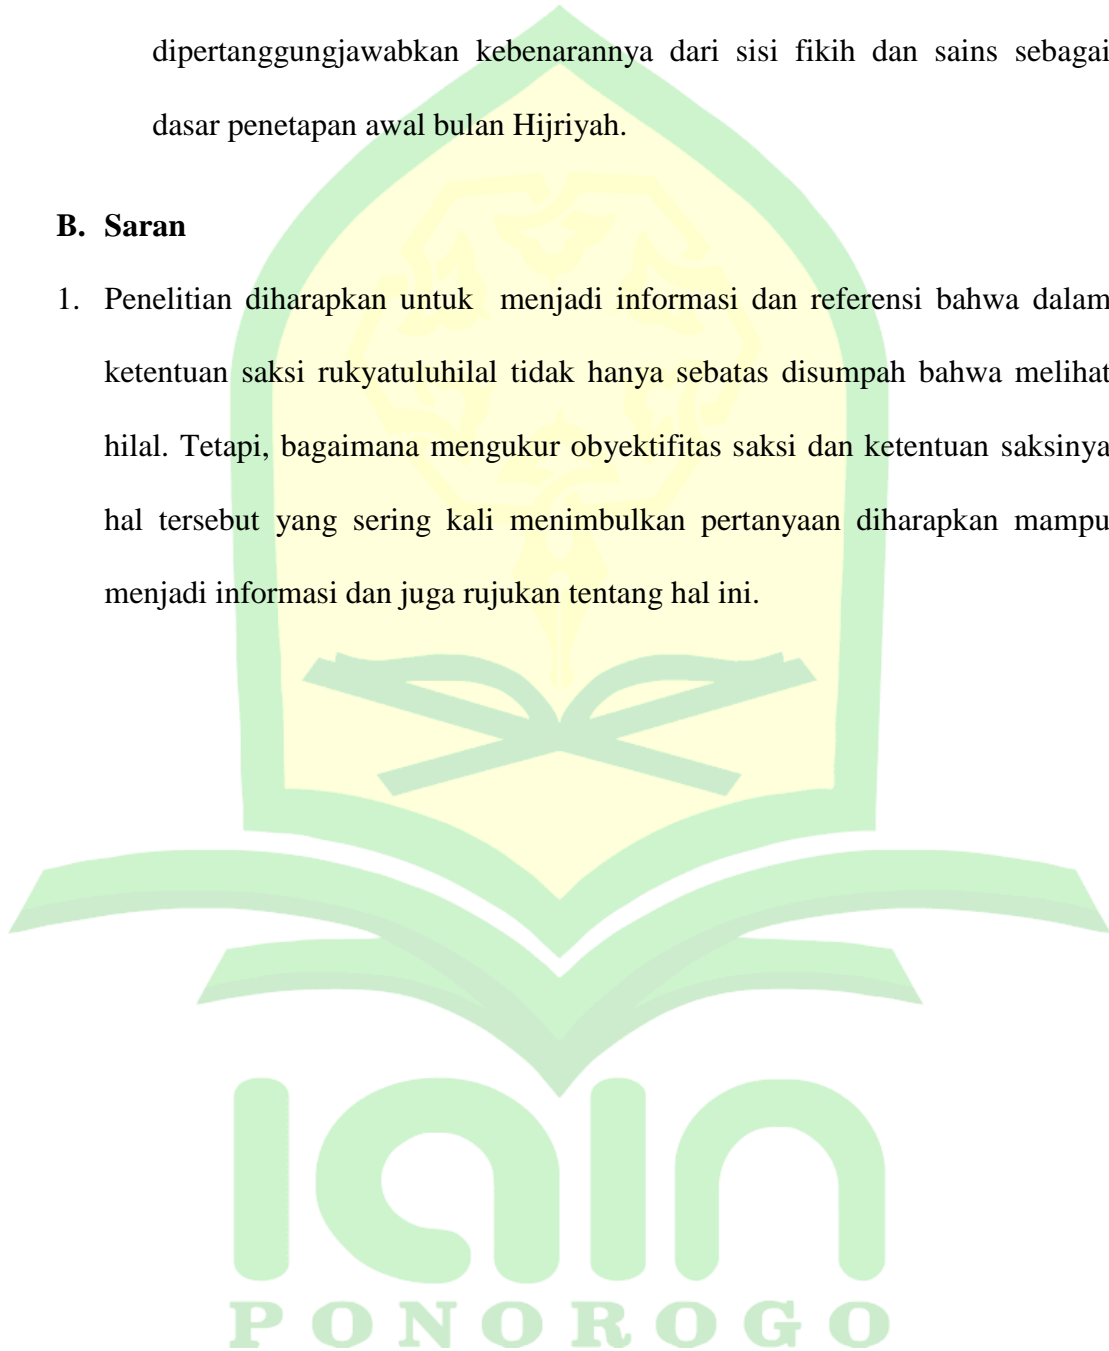 dipertanggungjawabkan kebenarannya dari sisi fikih dan sains sebagai
dasar penetapan awal bulan Hijriyah.
B. Saran
1. Penelitian diharapkan untuk menjadi informasi dan referensi bahwa dalam
ketentuan saksi rukyatuluhilal tidak hanya sebatas disumpah bahwa melihat
hilal. Tetapi, bagaimana mengukur obyektifitas saksi dan ketentuan saksinya
hal tersebut yang sering kali menimbulkan pertanyaan diharapkan mampu
menjadi informasi dan juga rujukan tentang hal ini.
iain
PONOROGO